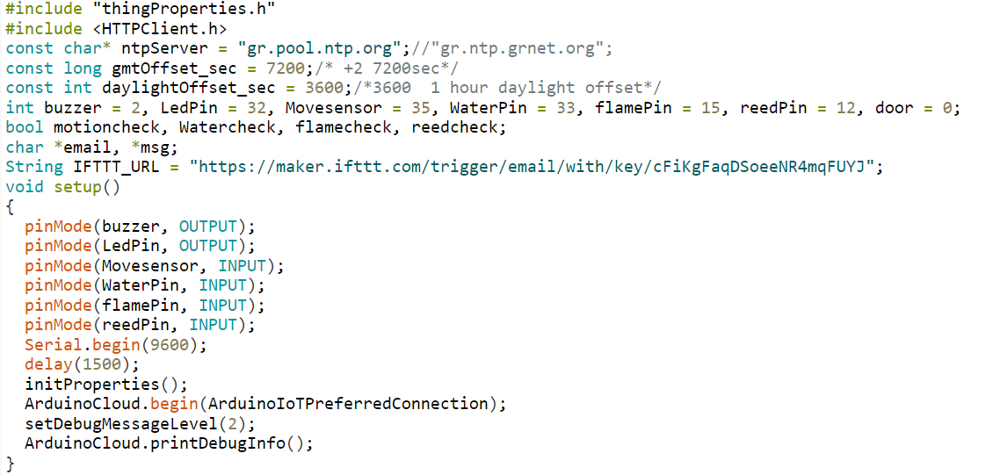 #include "thingProperties.h"
#include <HTTPClient.h>
const char* ntpServer = "gr.pool.ntp.org";//"gr.ntp.grnet.org";
const long gmtOffset_sec = 7200;/* +2 7200sec*/
const int daylightOffset_sec = 3600;/*3600  1 hour daylight offset*/
int buzzer = 2, LedPin = 32, Movesensor = 35, WaterPin = 33, flamePin = 15, reedPin = 12, door = 0;
bool motioncheck, Watercheck, flamecheck, reedcheck;
char *email, *msg;
String IFTTT_URL = "https://maker.ifttt.com/trigger/email/with/key/cFiKgFaqDSoeeNR4mqFUYJ";
void setup()
{
  pinMode(buzzer, OUTPUT);
  pinMode(LedPin, OUTPUT);
  pinMode(Movesensor, INPUT);
  pinMode(WaterPin, INPUT);
  pinMode(flamePin, INPUT);
  pinMode(reedPin, INPUT);
  Serial.begin(9600);
  delay(1500);
  initProperties();
  ArduinoCloud.begin(ArduinoIoTPreferredConnection);
  setDebugMessageLevel(2);
  ArduinoCloud.printDebugInfo();
}